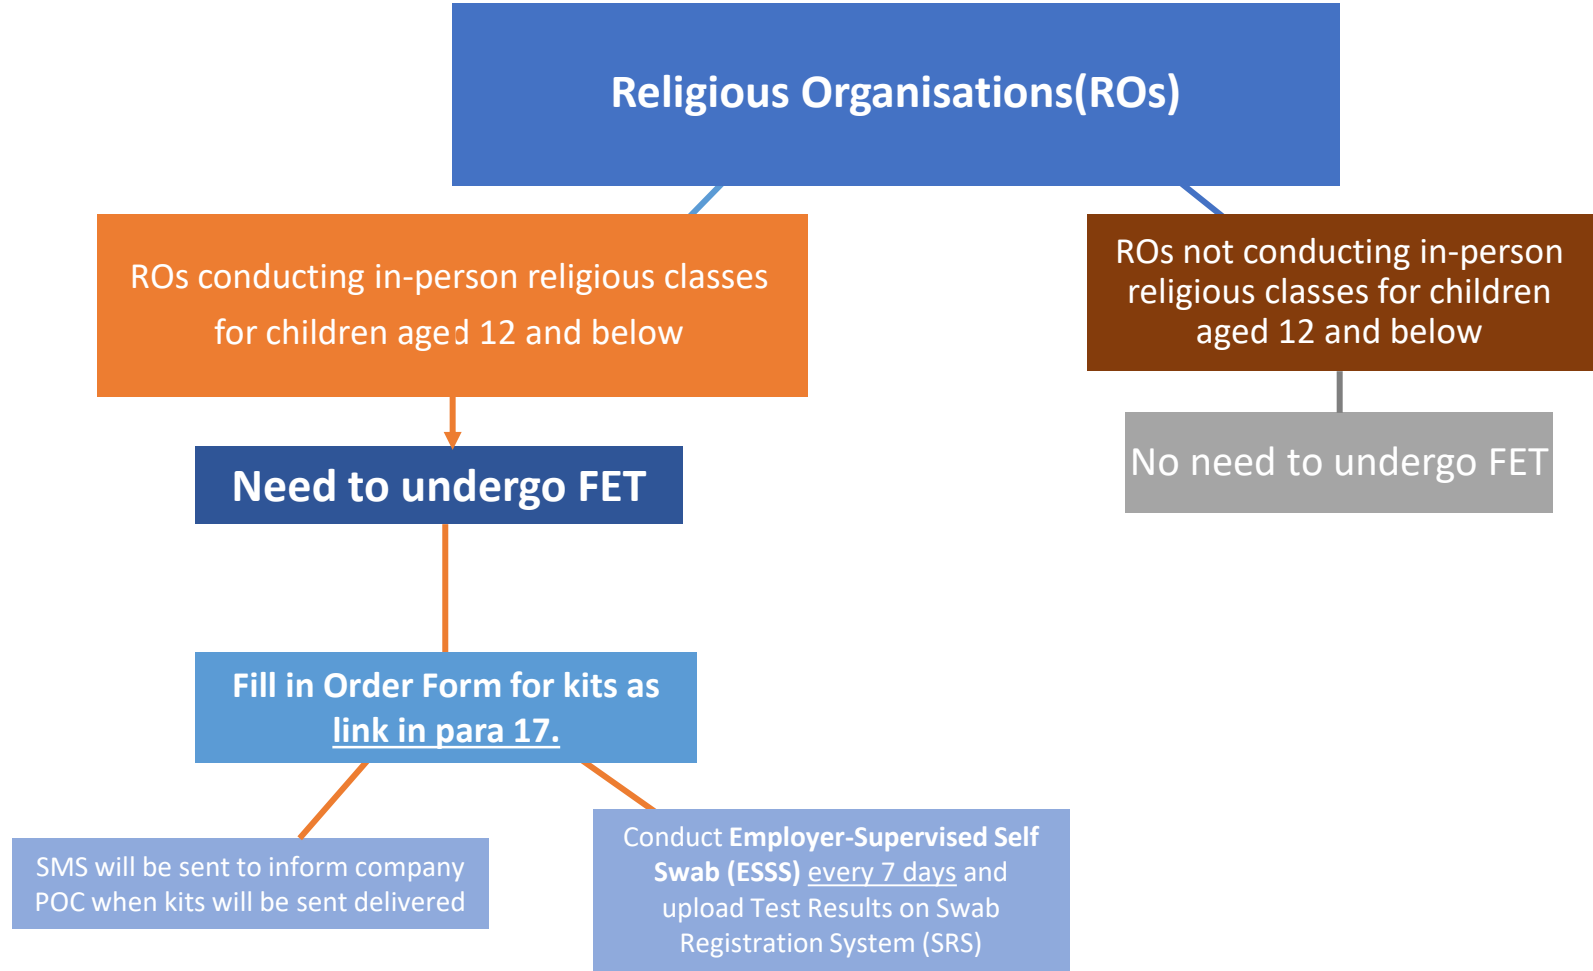 Religious Organisations(ROs)
ROs conducting in-person religious classes
for children aged 12 and below
ROs not conducting in-person
religious classes for children
aged 12 and below
Need to undergo FET
No need to undergo FET
Fill in Order Form for kits as
link in para 17.
SMS will be sent to inform company
POC when kits will be sent delivered
Conduct Employer-Supervised Self
Swab (ESSS) every 7 days and
upload Test Results on Swab
Registration System (SRS)